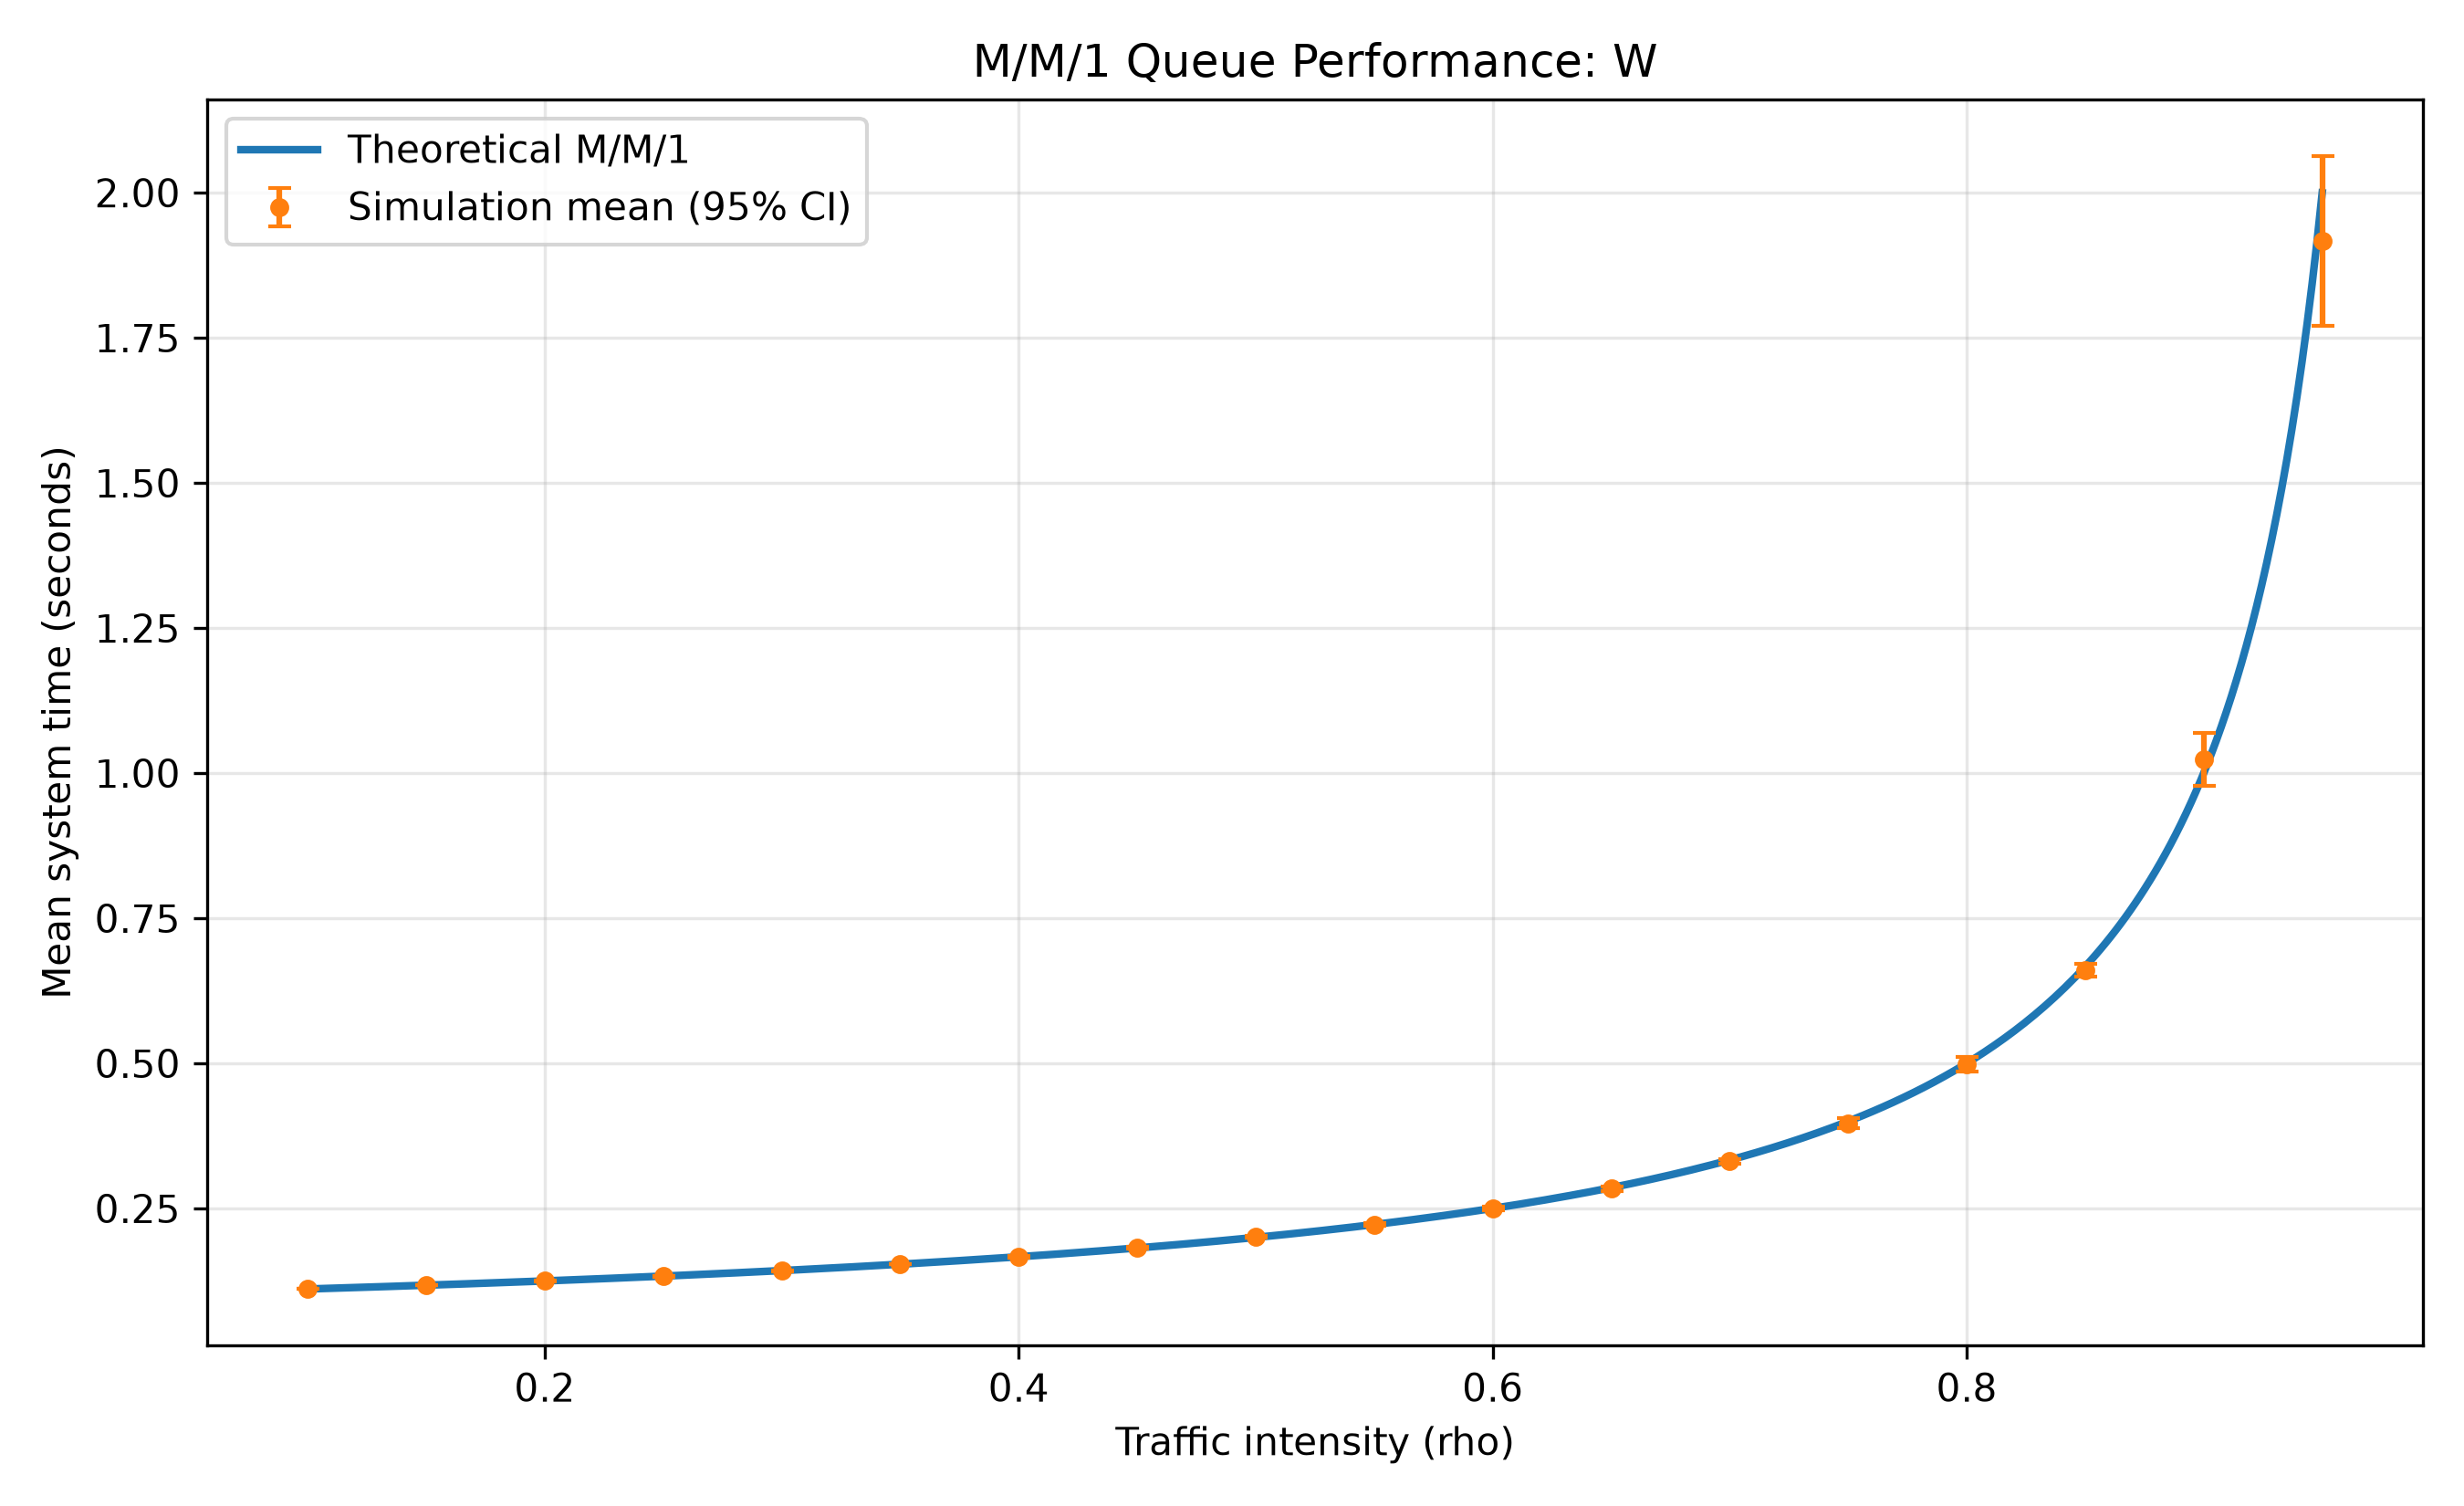 M/M/1 Queue Performance: W
Theoretical M/M/1
Simulation mean (95% CI)
Mean system time (seconds)
2.00
1.75
1.50
1.25
1.00
0.75
0.50
0.25
0.2
0.4
0.6
0.8
Traffic intensity (rho)